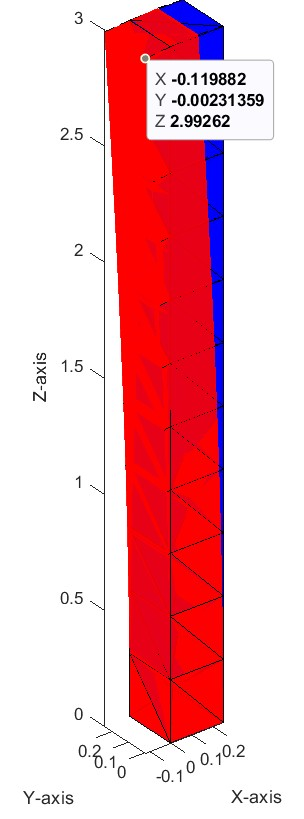 3
X -0.119882
Y -0.00231359
Z 2.99262
2.5
2
1.5
Z-axis
1
0.5
0
0.2
0.1
0
-0.1
0
0.1
0.2
Y-axis
X-axis